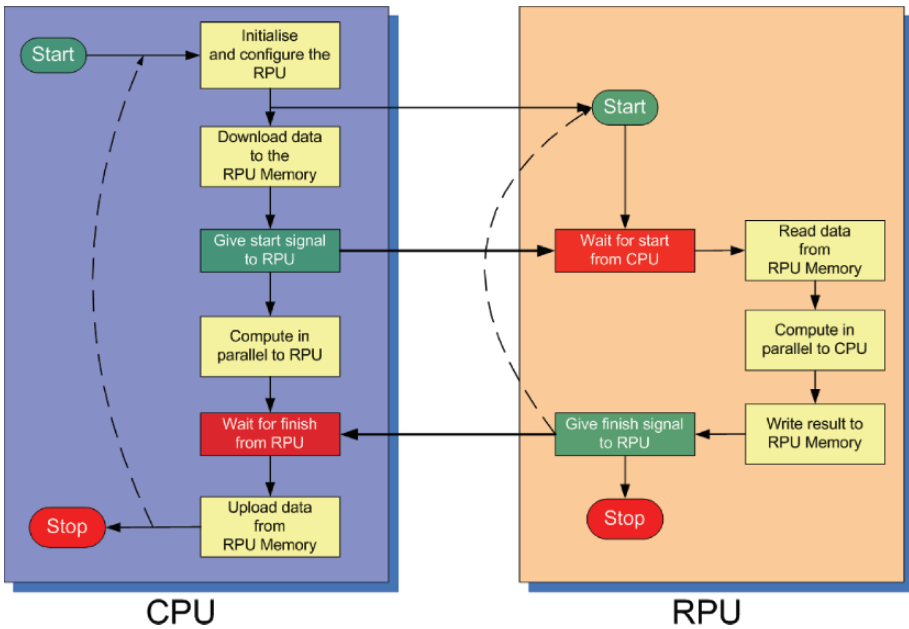 Start
Initialise
and configure the
RPU
Download data
to the
RPU Memory
Give start signal
to RPU
Compute in
parallel to RPU
Wait for finish
from RPU
Upload data
from
RPU Memory
Stop
CPU
Start
Wait for start
from CPU
Read data
from
RPU Memory
Compute in
parallel to CPU
Write result to
RPU Memory
Give finish signal
to RPU
Stop
RPU